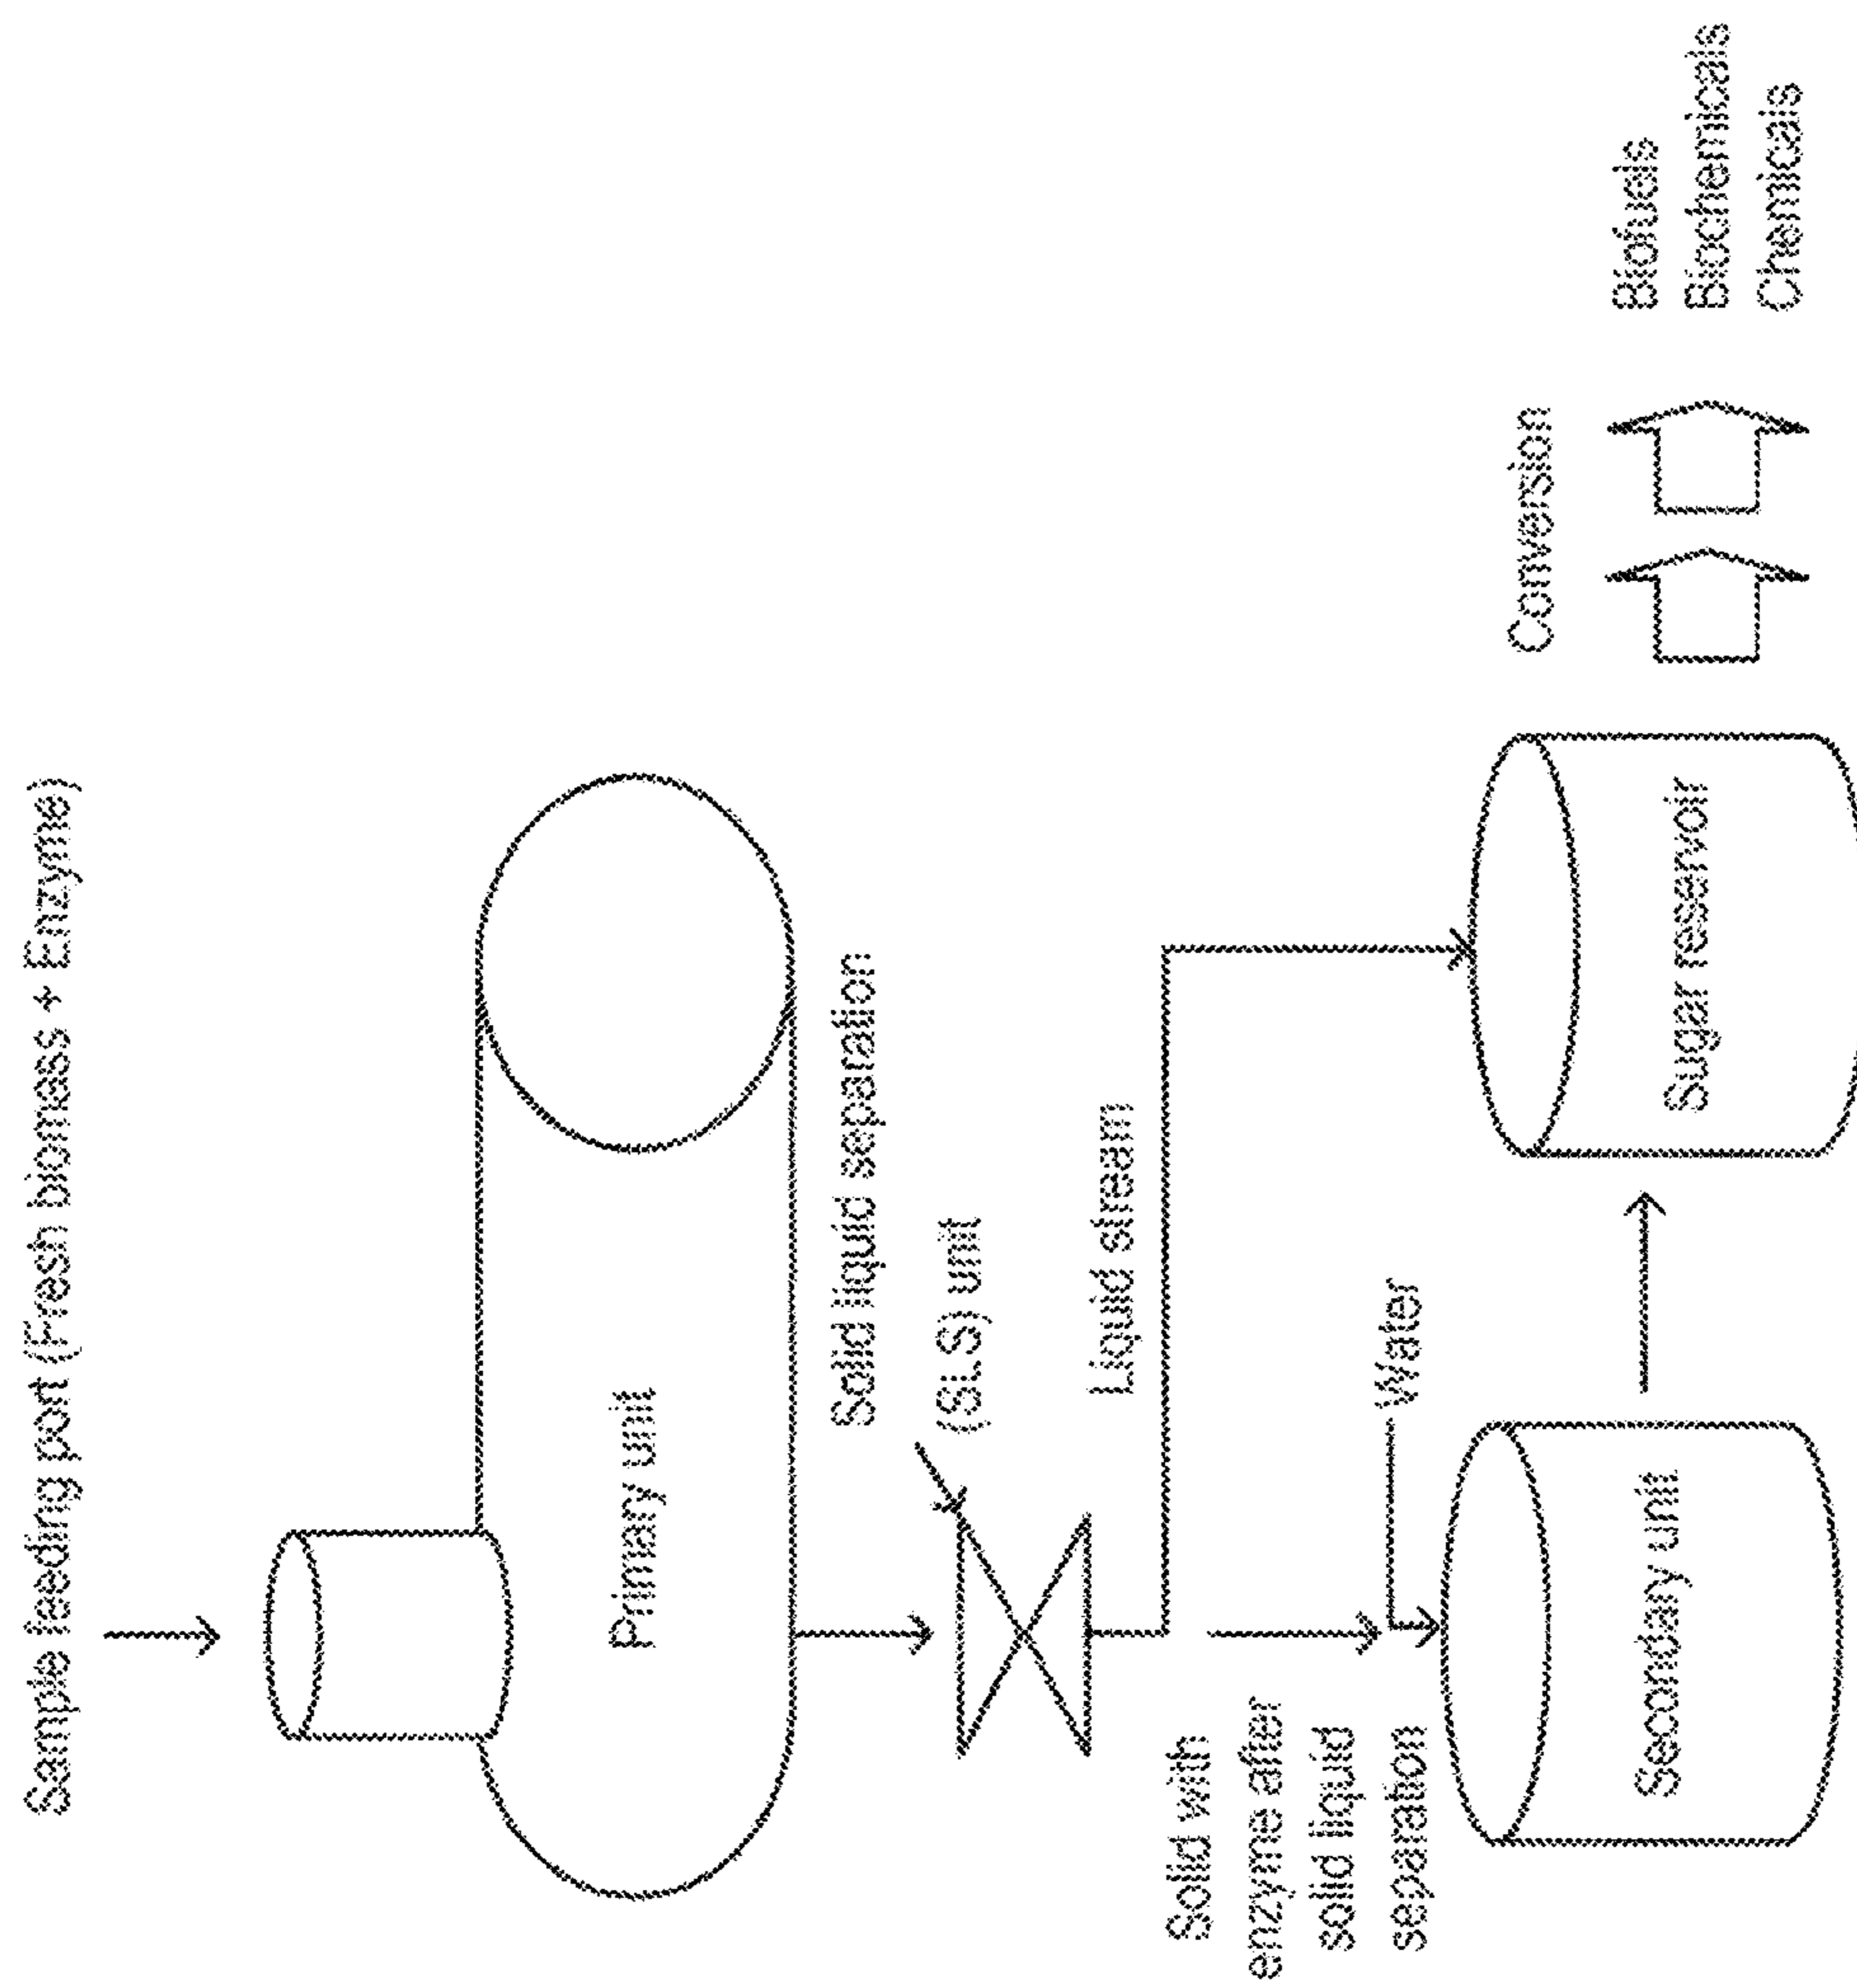 Sample feeding port (Fresh biomass + Enzyme)
Primary unit
Solid liquid separation
(SLS) unit
Liquid stream
Solid with
enzyme after
solid liquid
separation
Water
Secondary unit
Sugar reservoir
Conversion
Biofuels
Biochemicals
Chemicals